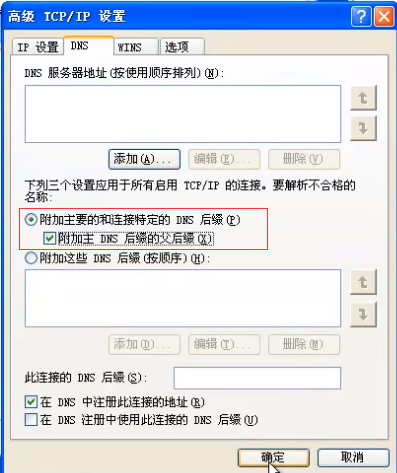 高级 TCP/IP 设置
IP 设置 DNS WINS 选项
DNS 服务器地址(按使用顺序排列)(N):
添加(A)... 编辑(E)... 删除(V)
下列三个设置应用于所有启用 TCP/IP 的连接。要解析不合格的
名称:
附加主要的和连接特定的 DNS 后缀(P)
附加主 DNS 后缀的父后缀(X)
附加这些 DNS 后缀(按顺序)(H):
添加(D)... 编辑(T)... 删除(M)
此连接的 DNS 后缀(S):
在 DNS 中注册此连接的地址(R)
在 DNS 注册中使用此连接的 DNS 后缀(U)
确定 取消